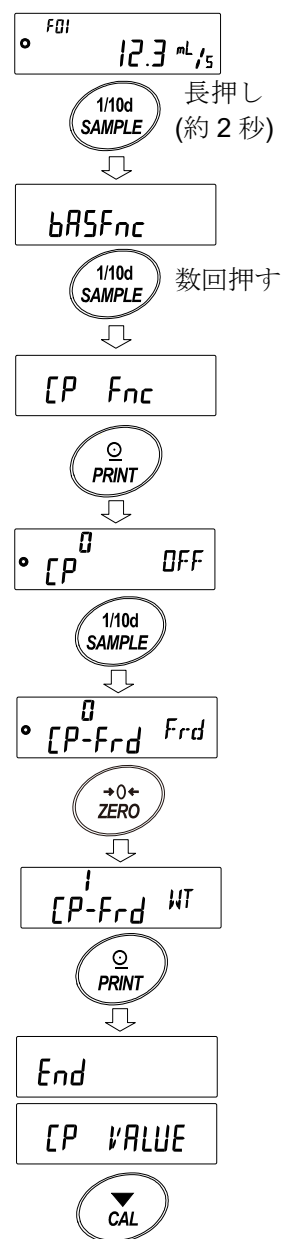 F01
12.3 mL/s
1/10d
SAMPLE
長押し
(約2秒)
bASFnc
1/10d
SAMPLE
数回押す
CP Fnc
PRINT
0
CP OFF
1/10d
SAMPLE
0
CP-Frd Frd
→0←
ZERO
1
CP-Frd WT
PRINT
End
CP VALUE
CAL